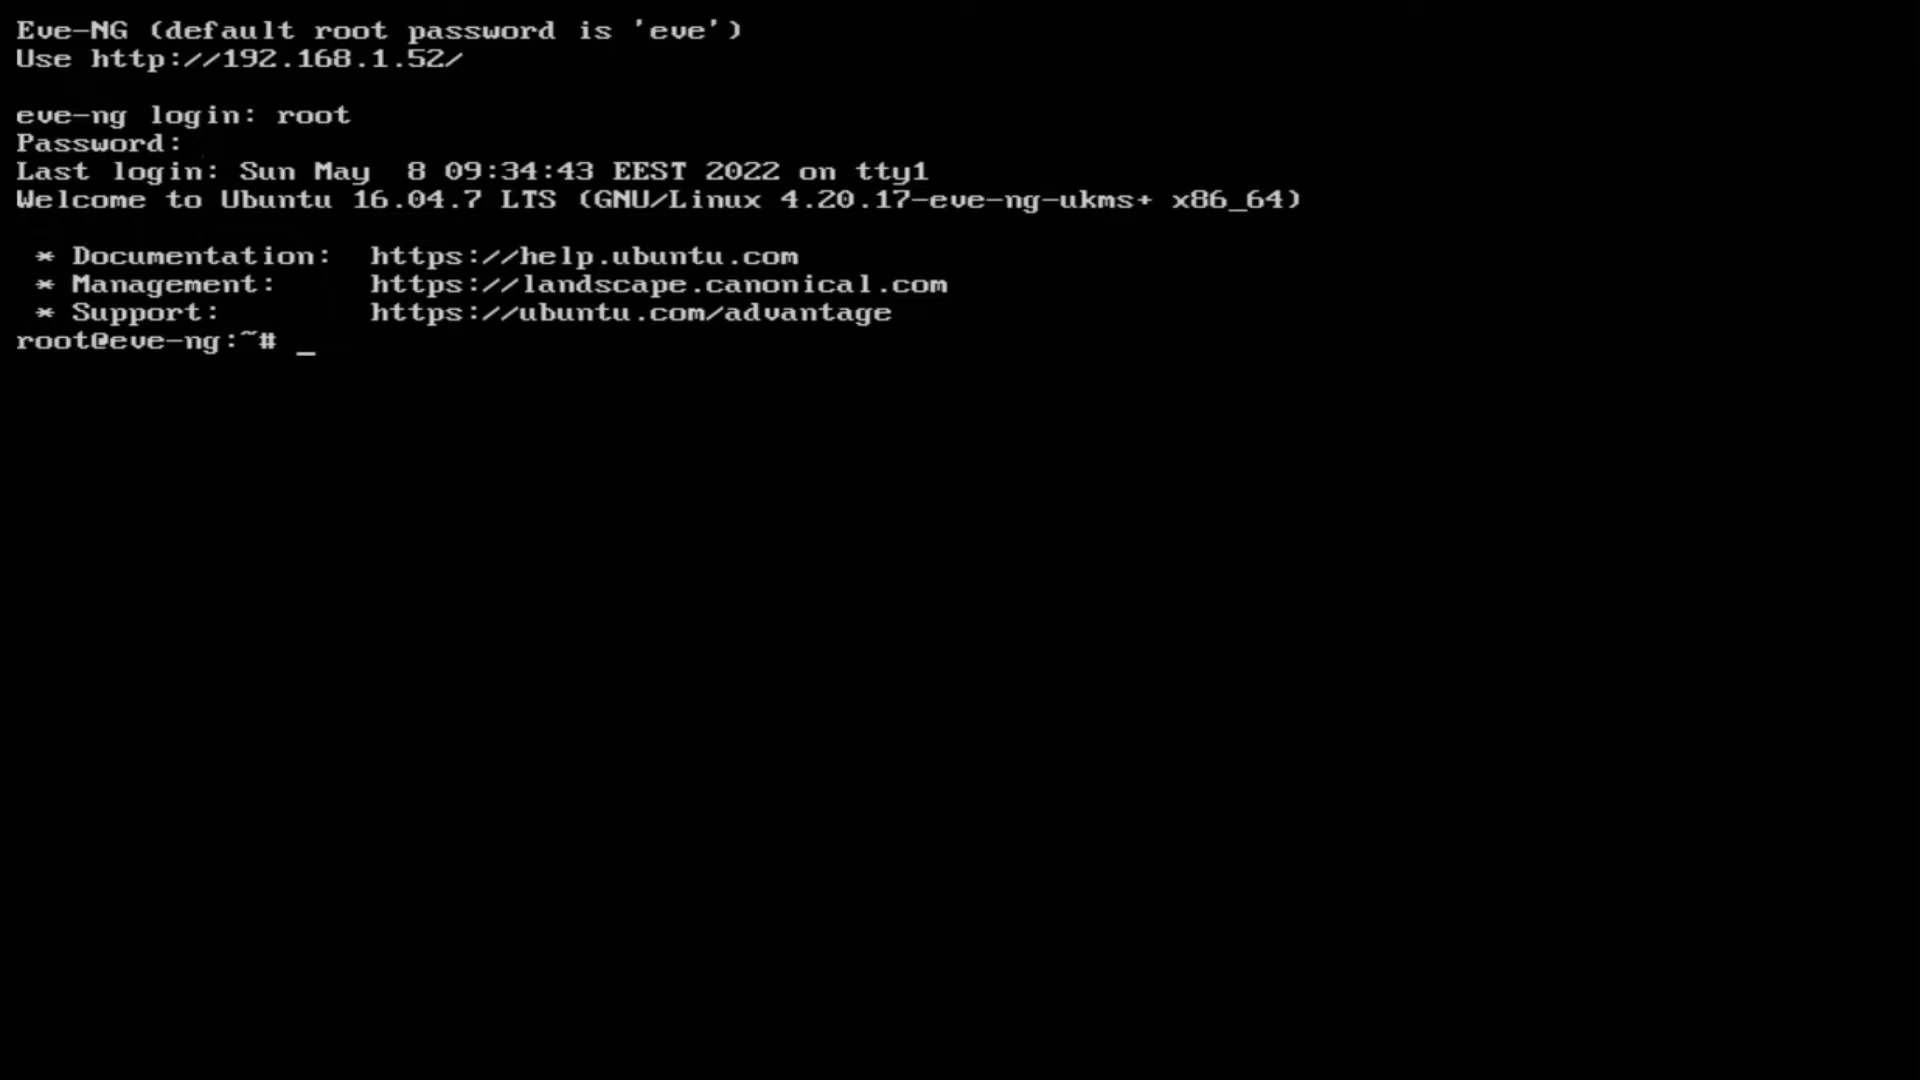 Eve-NG (default root password is 'eve')
Use http://192.168.1.52/
eve-ng login: root
Password:
Last login: Sun May  8 09:34:43 EEST 2022 on tty1
Welcome to Ubuntu 16.04.7 LTS (GNU/Linux 4.20.17-eve-ng-ukms+ x86_64)
 * Documentation:  https://help.ubuntu.com
 * Management:     https://landscape.canonical.com
 * Support:        https://ubuntu.com/advantage
root@eve-ng:~# _